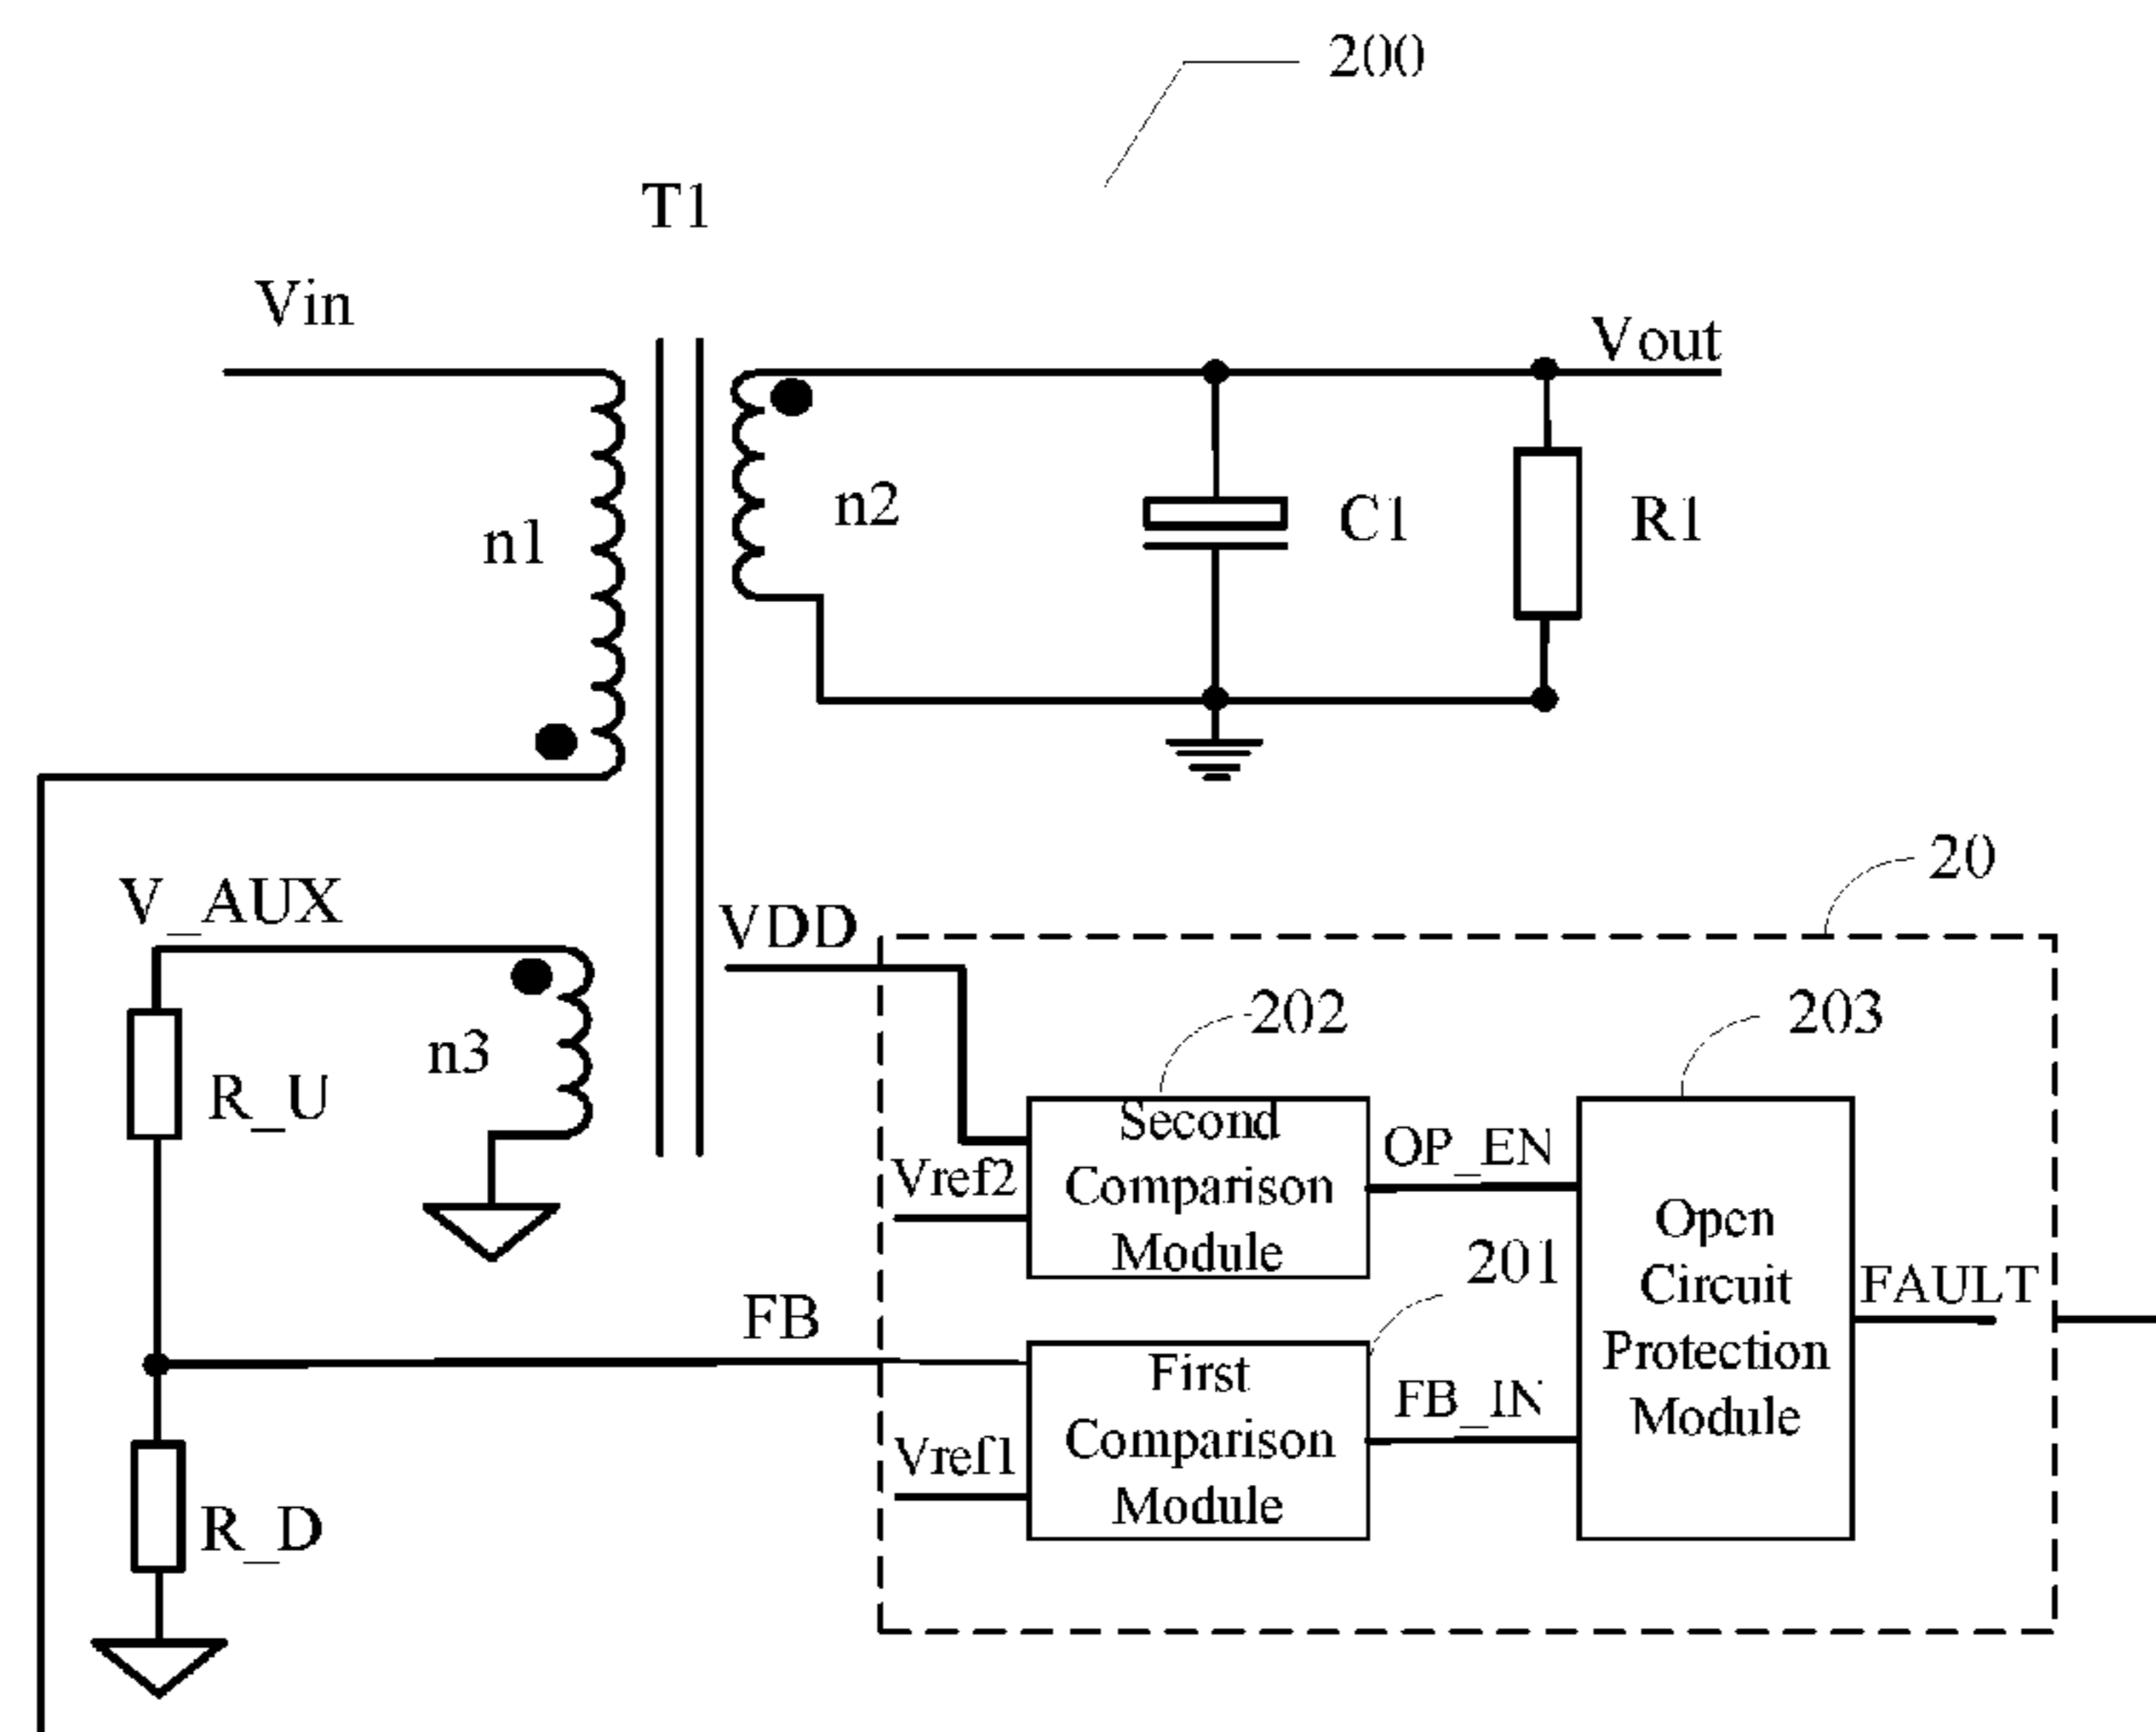 200
T1
Vin
Vout
n1
n2
C1
R1
20
V_AUX
VDD
202
203
n3
R_U
Second
Comparison
Module
Vref2
OP_EN
201
Open
Circuit
Protection
Module
FAULT
FB
First
Comparison
Module
FB_IN
Vref1
R_D